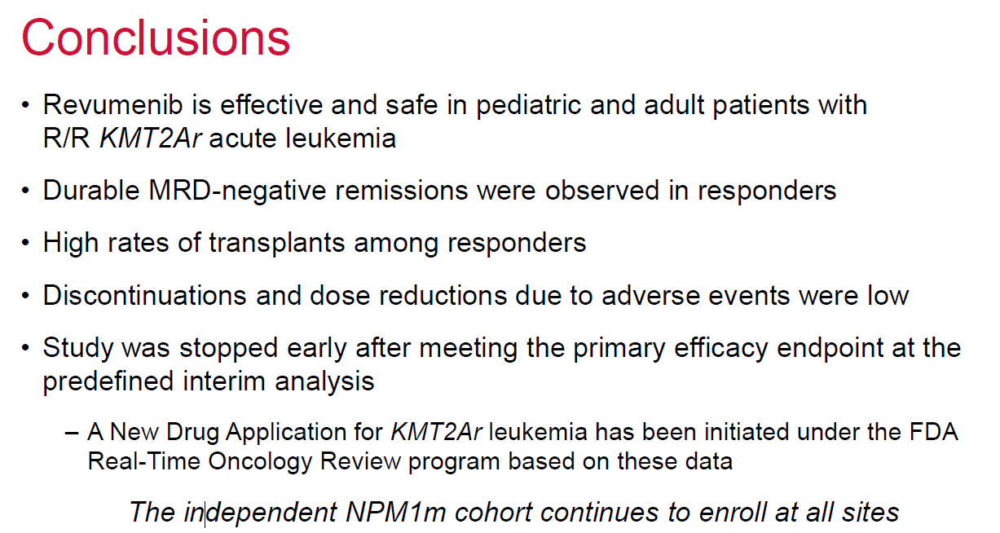 Conclusions
• Revumenib is effective and safe in pediatric and adult patients with
R/R KMT2Ar acute leukemia
• Durable MRD-negative remissions were observed in responders
• High rates of transplants among responders
• Discontinuations and dose reductions due to adverse events were low
• Study was stopped early after meeting the primary efficacy endpoint at the
predefined interim analysis
– A New Drug Application for KMT2Ar leukemia has been initiated under the FDA
Real-Time Oncology Review program based on these data
The independent NPM1m cohort continues to enroll at all sites